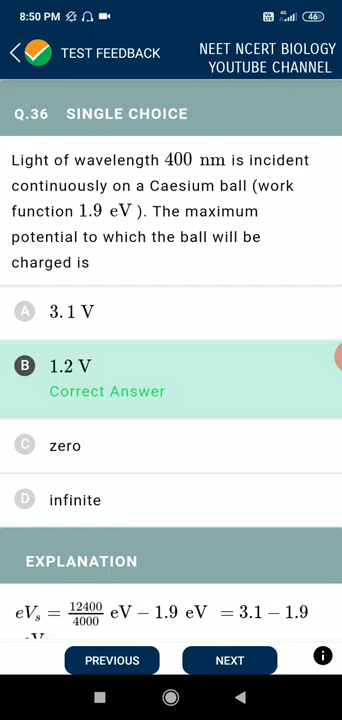 8:50 PM 4G 46
TEST FEEDBACK
NEET NCERT BIOLOGY
YOUTUBE CHANNEL
Q.36 SINGLE CHOICE
Light of wavelength 400 nm is incident
continuously on a Caesium ball (work
function 1.9 eV ). The maximum
potential to which the ball will be
charged is
A 3.1 V
B 1.2 V
Correct Answer
C zero
D infinite
EXPLANATION
eVₛ = 12400/4000 eV − 1.9 eV = 3.1 − 1.9
PREVIOUS NEXT